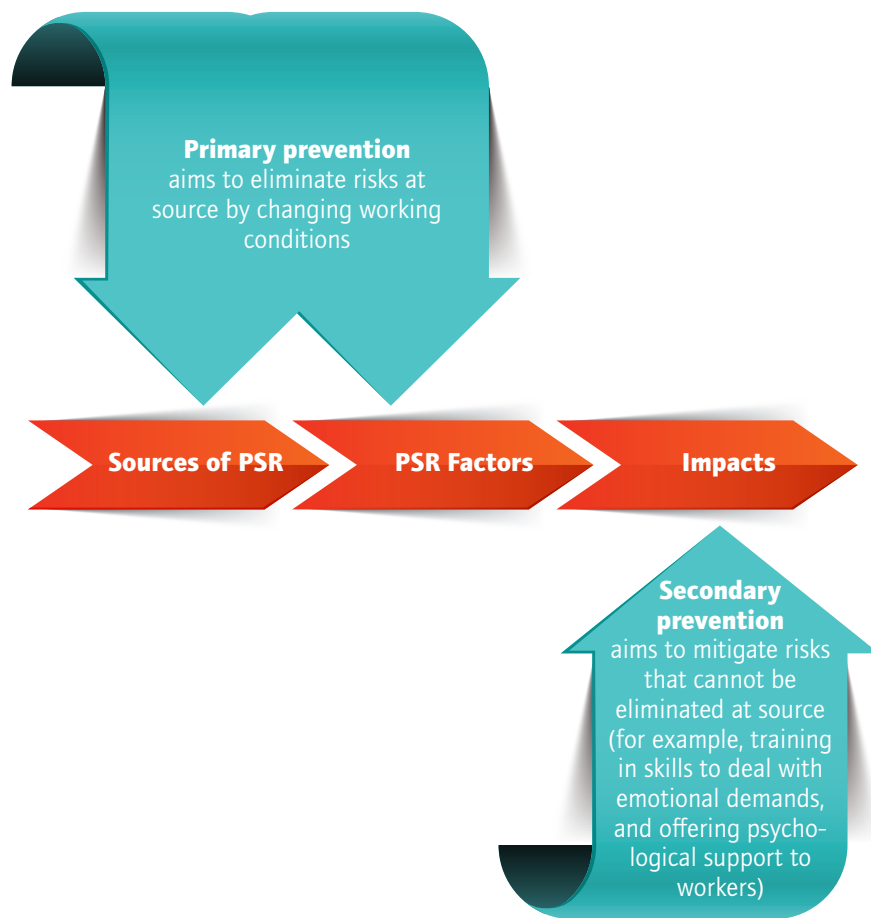 Primary prevention
aims to eliminate risks at
source by changing working
conditions
Sources of PSR
PSR Factors
Impacts
Secondary
prevention
aims to mitigate risks
that cannot be
eliminated at source
(for example, training
in skills to deal with
emotional demands,
and offering psycho-
logical support to
workers)